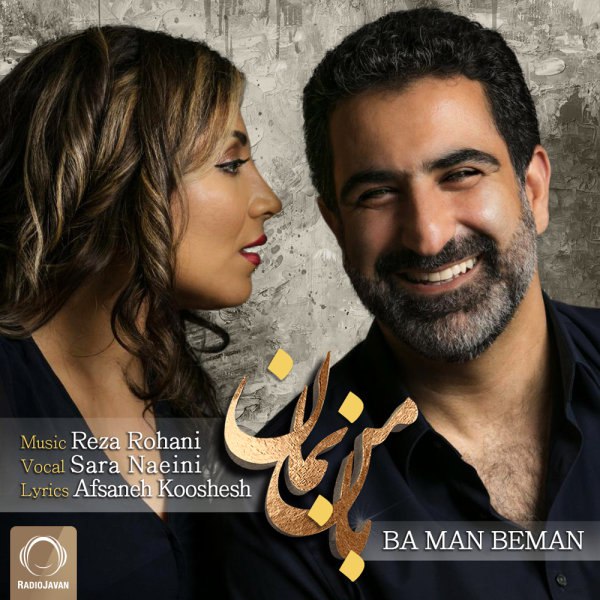 Music Reza Rohani
Vocal Sara Naeini
Lyrics Afsaneh Kooshesh
با من بمان
BA MAN BEMAN
RADIOJAVAN